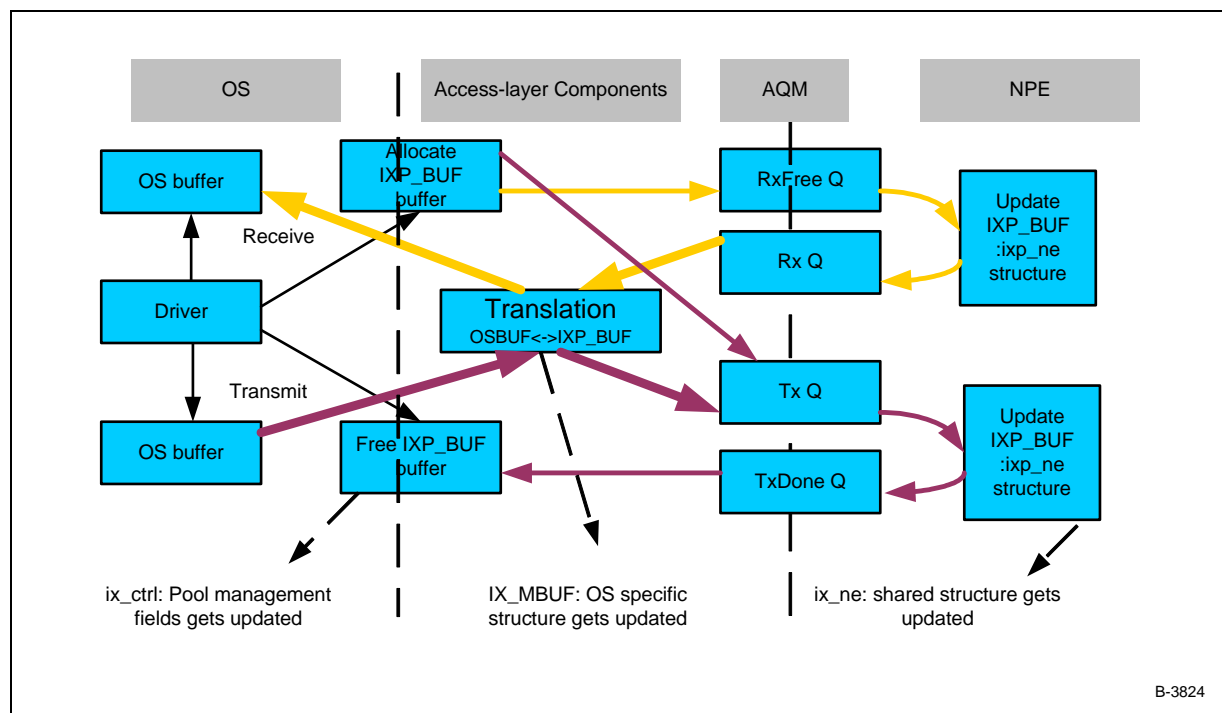 OS
Access-layer Components
AQM
NPE
Allocate
IXP_BUF
buffer
OS buffer
RxFree Q
Update
IXP_BUF
:ixp_ne
structure
Receive
Rx Q
Driver
Translation
OSBUF<->IXP_BUF
Transmit
Tx Q
Update
IXP_BUF
:ixp_ne
structure
OS buffer
Free IXP_BUF
buffer
TxDone Q
ix_ctrl: Pool management
fields gets updated
IX_MBUF: OS specific
structure gets updated
ix_ne: shared structure gets
updated
B-3824